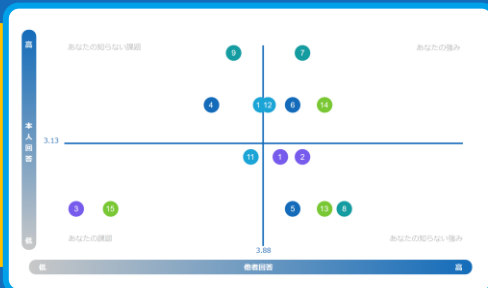 高
あなたの知らない課題
あなたの強み
9
7
4
12
6
14
本人回答
3.13
11
1
2
3
15
5
13
8
低
あなたの課題
あなたの知らない強み
3.88
低
他者回答
高